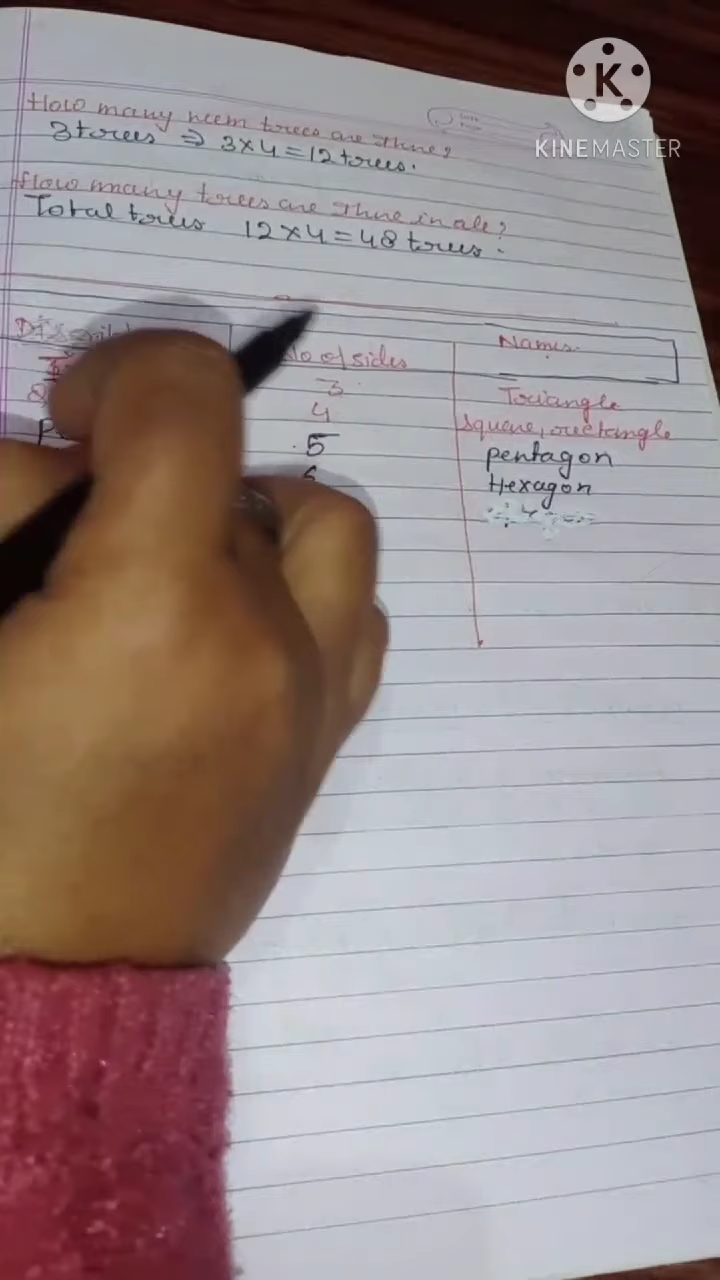 K
KINEMASTER
How many neem trees are there?
3 trees ⇒ 3 × 4 = 12 trees.
How many trees are there in all?
Total trees 12 × 4 = 48 trees.
No of sides Names
3 Triangle
4 square, rectangle
5 pentagon
6 Hexagon